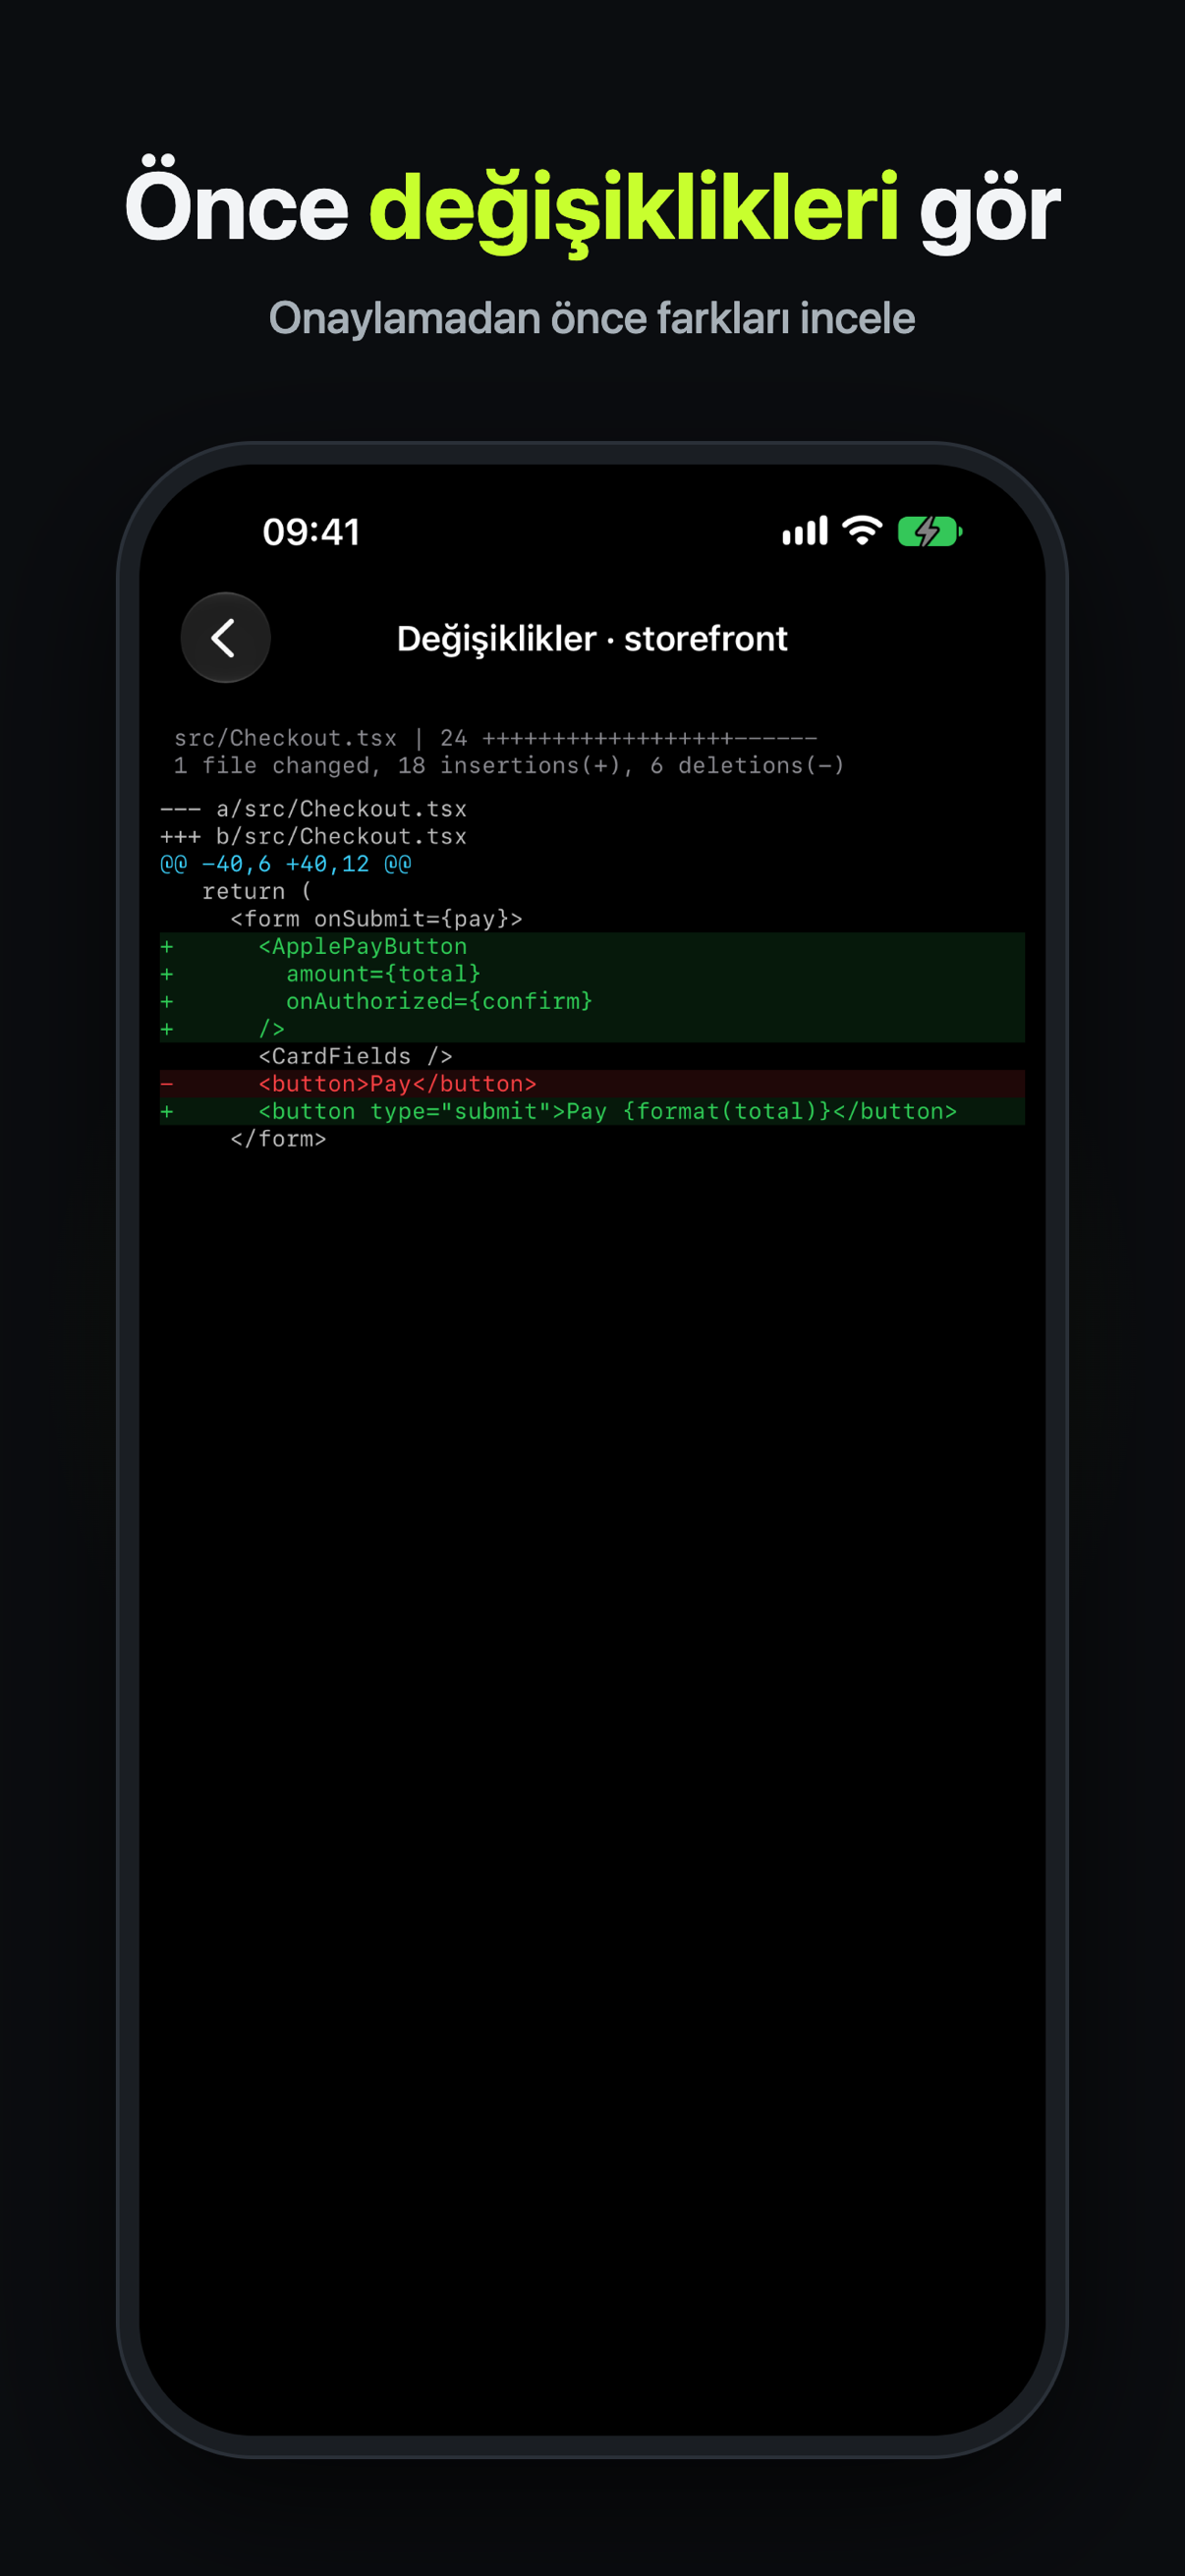 Önce değişiklikleri gör
Onaylamadan önce farkları incele
09:41
Değişiklikler · storefront
src/Checkout.tsx | 24 ++++++++++++++++++------
1 file changed, 18 insertions(+), 6 deletions(-)
--- a/src/Checkout.tsx
+++ b/src/Checkout.tsx
@@ -40,6 +40,12 @@
   return (
     <form onSubmit={pay}>
+      <ApplePayButton
+        amount={total}
+        onAuthorized={confirm}
+      />
       <CardFields />
-      <button>Pay</button>
+      <button type="submit">Pay {format(total)}</button>
     </form>